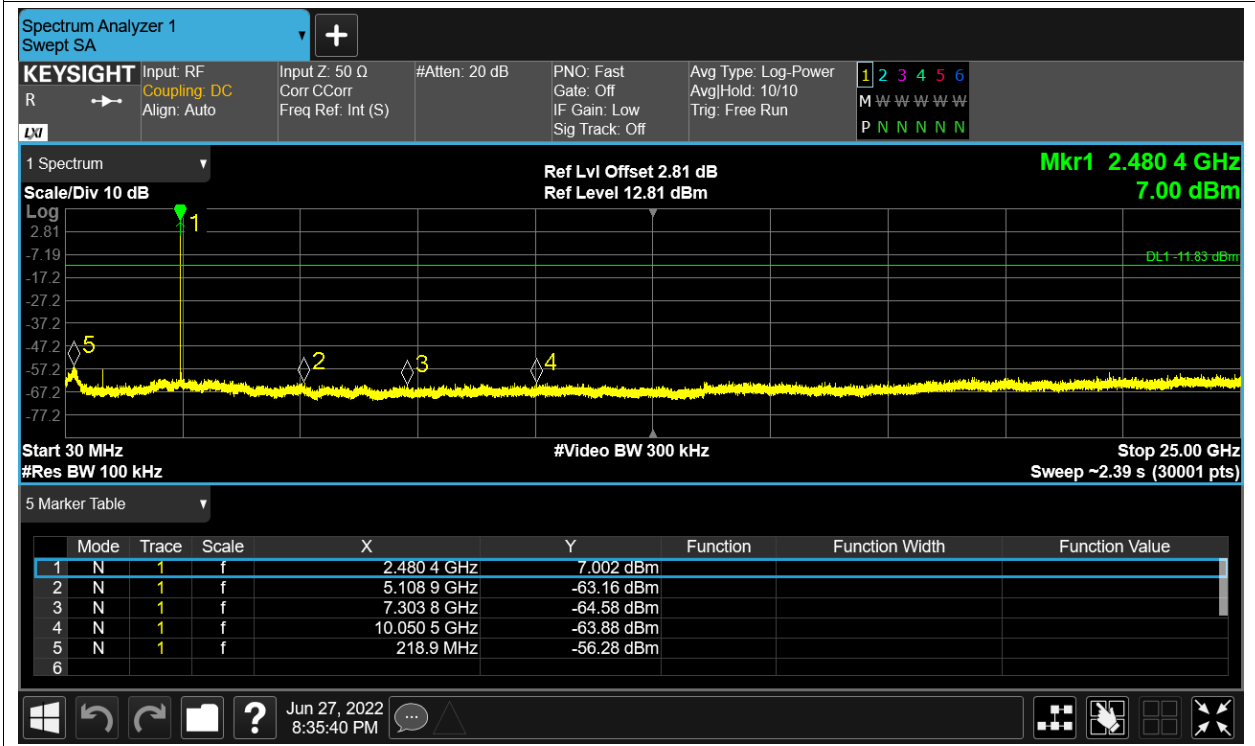 Spectrum Analyzer 1
Swept SA
+
KEYSIGHT
R
LXI
Input: RF
Coupling: DC
Align: Auto
Input Z: 50 Ω
Corr CCorr
Freq Ref: Int (S)
#Atten: 20 dB
PNO: Fast
Gate: Off
IF Gain: Low
Sig Track: Off
Avg Type: Log-Power
Avg|Hold: 10/10
Trig: Free Run
1 2 3 4 5 6
M W W W W W
P N N N N N
1 Spectrum
Scale/Div 10 dB
Ref Lvl Offset 2.81 dB
Ref Level 12.81 dBm
Mkr1 2.480 4 GHz
7.00 dBm
Log
2.81
-7.19
-17.2
-27.2
-37.2
-47.2
-57.2
-67.2
-77.2
1
DL1 -11.83 dBm
5
2
3
4
Start 30 MHz
#Video BW 300 kHz
Stop 25.00 GHz
#Res BW 100 kHz
Sweep ~2.39 s (30001 pts)
5 Marker Table
Mode Trace Scale X Y Function Function Width Function Value
1 N 1 f 2.480 4 GHz 7.002 dBm
2 N 1 f 5.108 9 GHz -63.16 dBm
3 N 1 f 7.303 8 GHz -64.58 dBm
4 N 1 f 10.050 5 GHz -63.88 dBm
5 N 1 f 218.9 MHz -56.28 dBm
6
?
Jun 27, 2022
8:35:40 PM